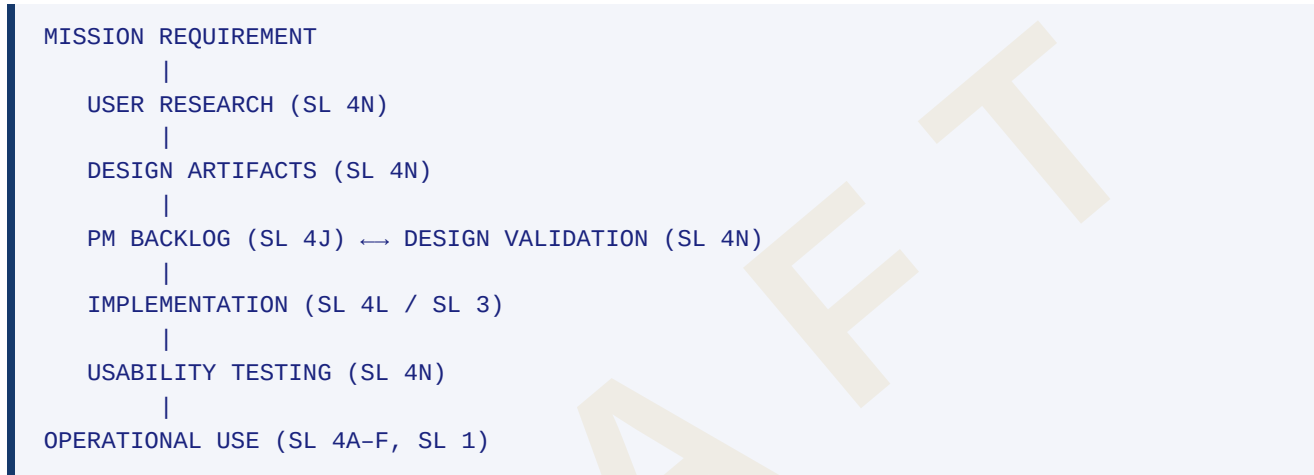 MISSION REQUIREMENT
|
USER RESEARCH (SL 4N)
|
DESIGN ARTIFACTS (SL 4N)
|
PM BACKLOG (SL 4J) ←→ DESIGN VALIDATION (SL 4N)
|
IMPLEMENTATION (SL 4L / SL 3)
|
USABILITY TESTING (SL 4N)
|
OPERATIONAL USE (SL 4A–F, SL 1)
AFT